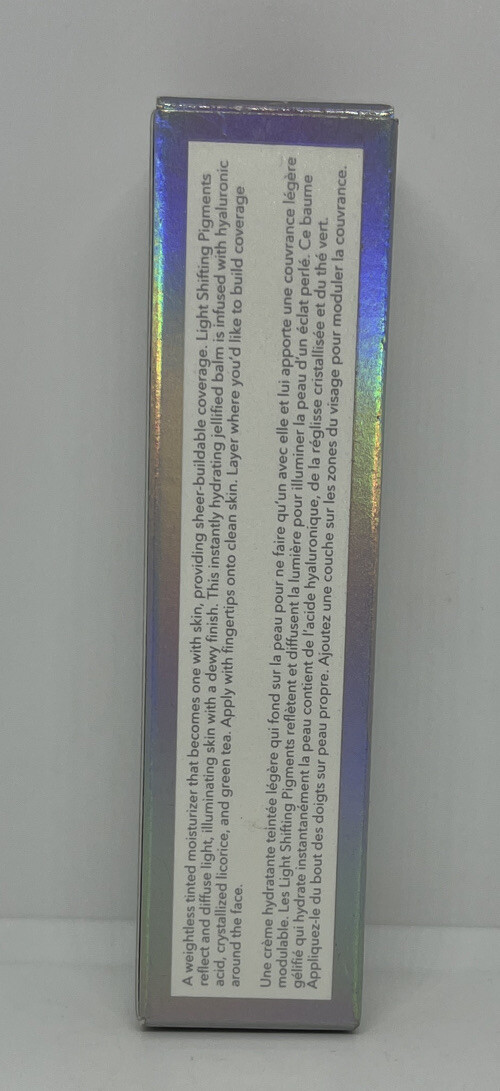 A weightless tinted moisturizer that becomes one with skin, providing sheer-buildable coverage. Light Shifting Pigments
reflect and diffuse light, illuminating skin with a dewy finish. This instantly hydrating jellified balm is infused with hyaluronic
acid, crystallized licorice, and green tea. Apply with fingertips onto clean skin. Layer where you'd like to build coverage
around the face.
Une crème hydratante teintée légère qui fond sur la peau pour ne faire qu'un avec elle et lui apporte une couvrance légère
modulable. Les Light Shifting Pigments reflètent et diffusent la lumière pour illuminer la peau d'un éclat perlé. Ce baume
gélifié qui hydrate instantanément la peau contient de l'acide hyaluronique, de la réglisse cristallisée et du thé vert.
Appliquez-le du bout des doigts sur peau propre. Ajoutez une couche sur les zones du visage pour moduler la couvrance.